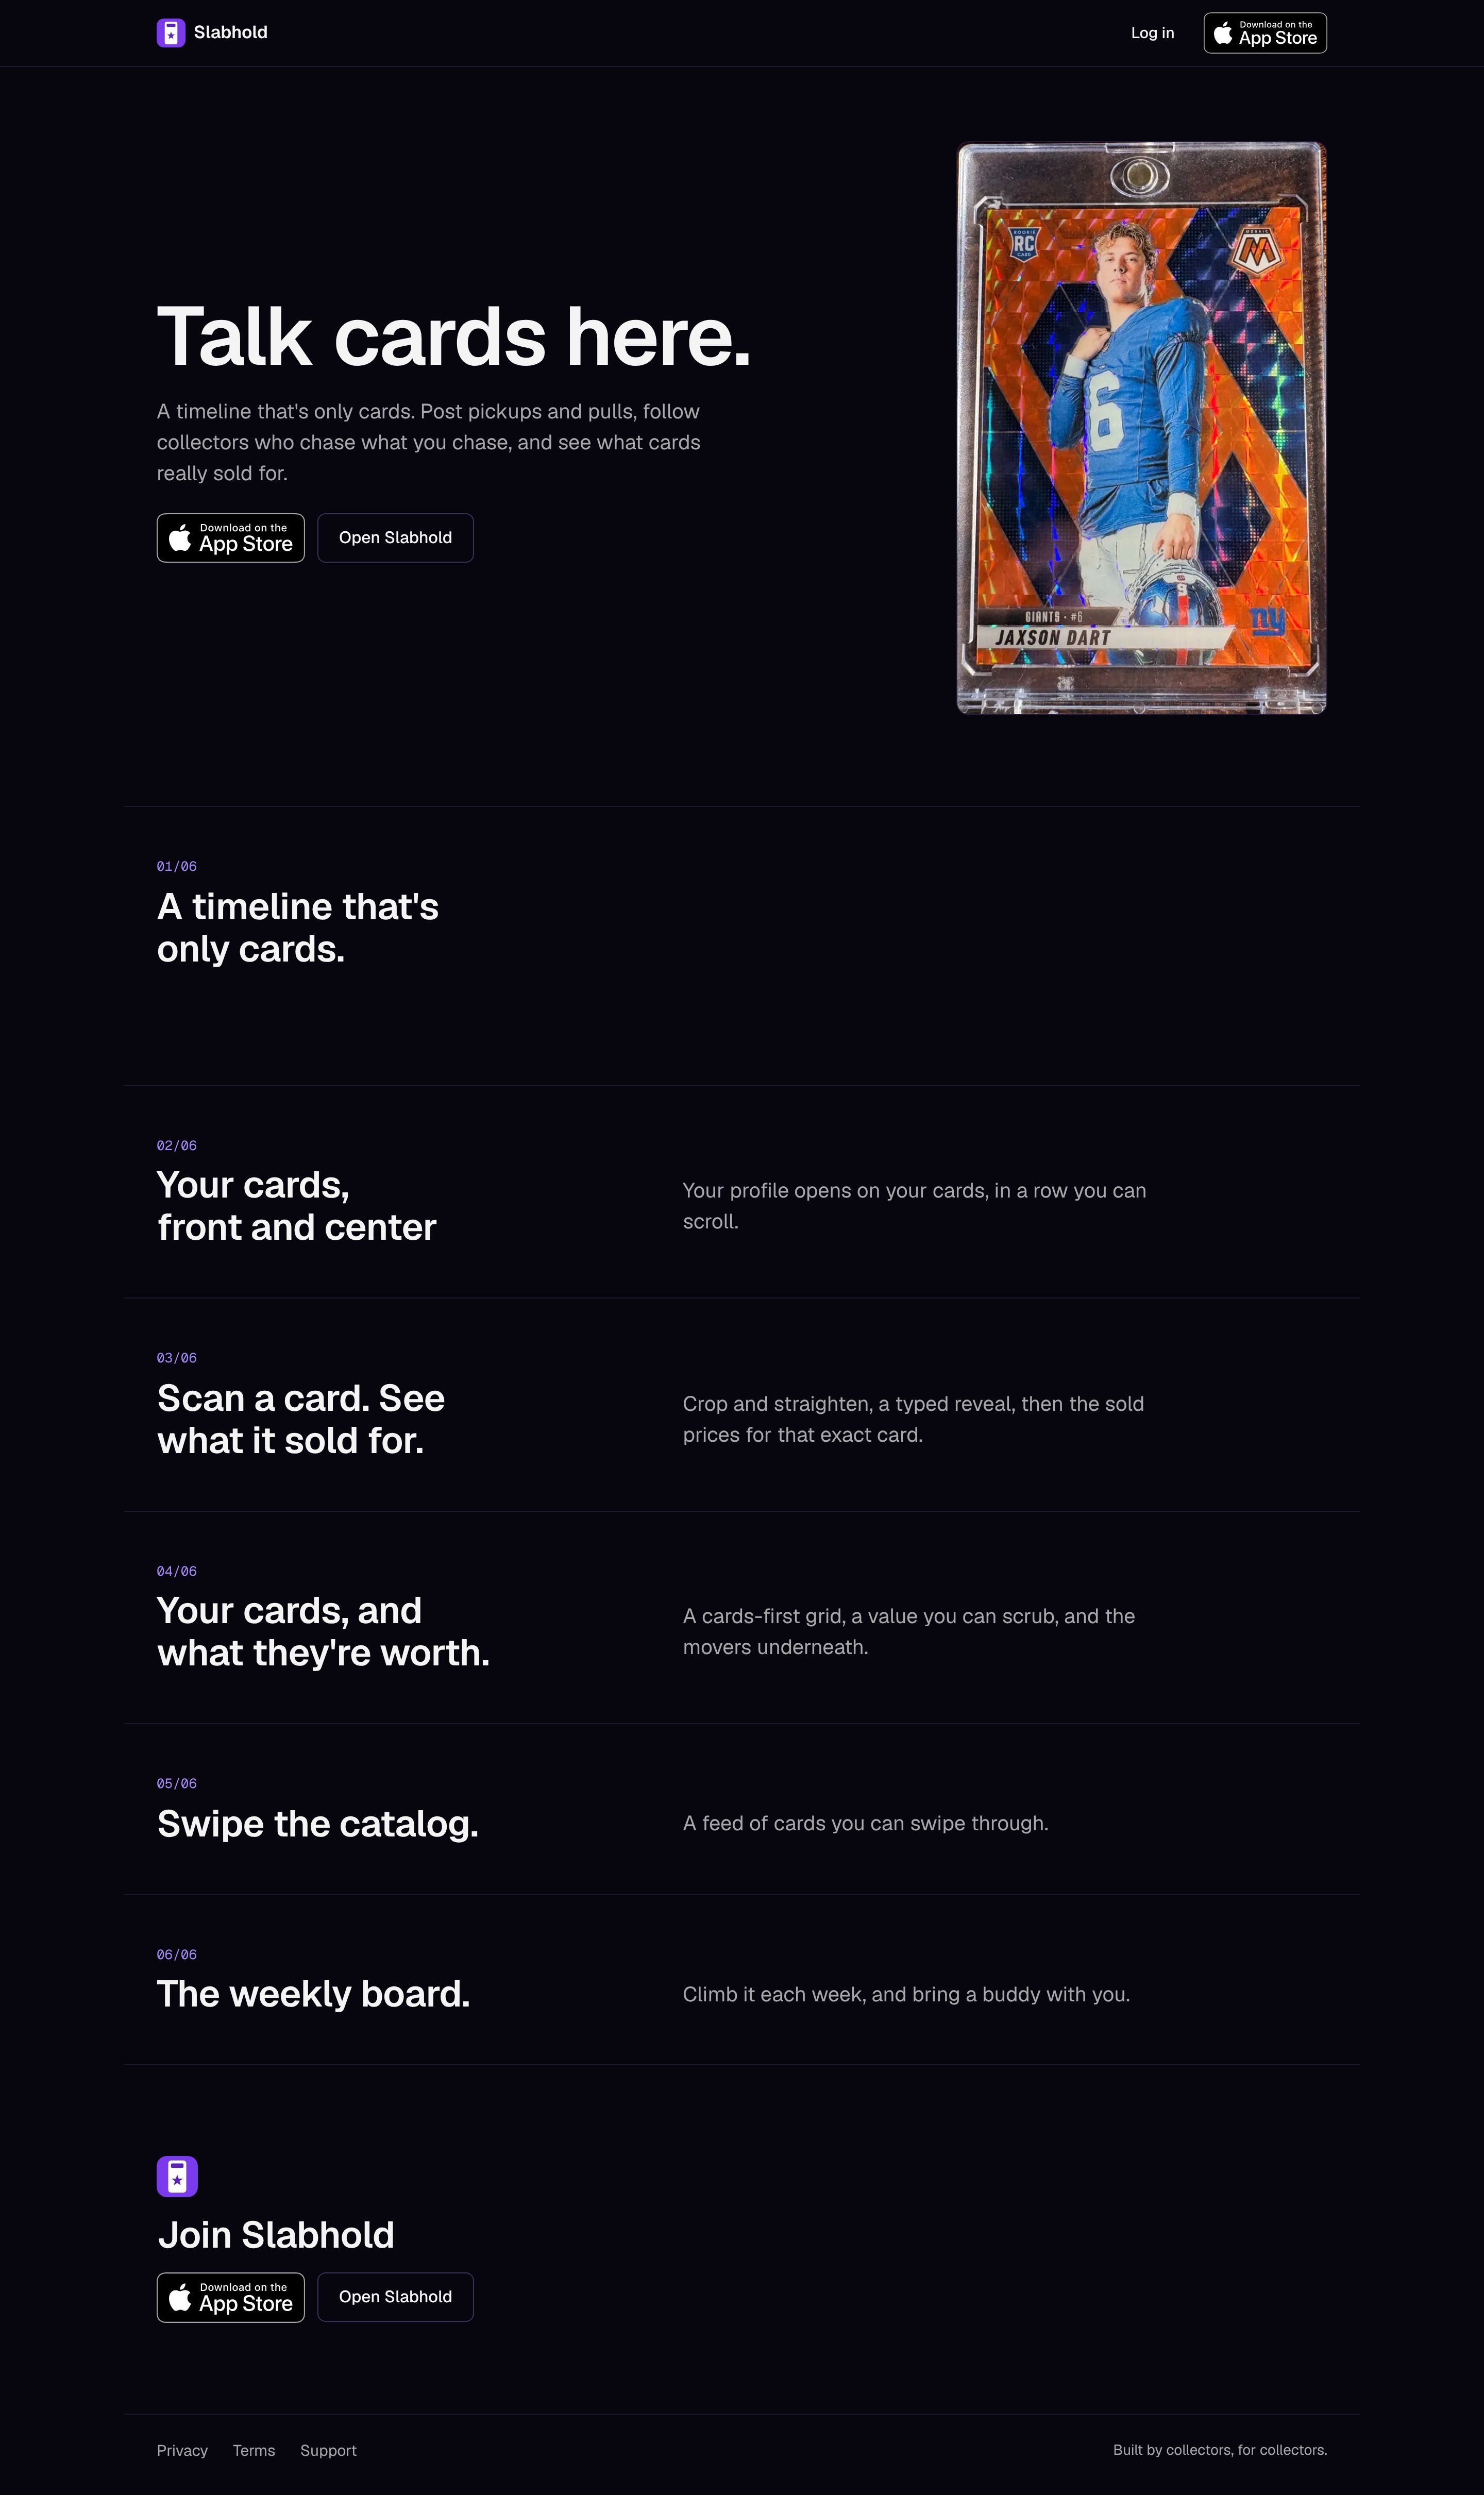 Slabhold
Log in
Download on the
App Store
ROOKIE
RC
CARD
MOSAIC
M
6
GIANTS · #6
JAXSON DART
ny
Talk cards here.
A timeline that's only cards. Post pickups and pulls, follow
collectors who chase what you chase, and see what cards
really sold for.
Download on the
App Store
Open Slabhold
01/06
A timeline that's
only cards.
02/06
Your cards,
front and center
Your profile opens on your cards, in a row you can
scroll.
03/06
Scan a card. See
what it sold for.
Crop and straighten, a typed reveal, then the sold
prices for that exact card.
04/06
Your cards, and
what they're worth.
A cards-first grid, a value you can scrub, and the
movers underneath.
05/06
Swipe the catalog.
A feed of cards you can swipe through.
06/06
The weekly board.
Climb it each week, and bring a buddy with you.
Join Slabhold
Download on the
App Store
Open Slabhold
Privacy
Terms
Support
Built by collectors, for collectors.